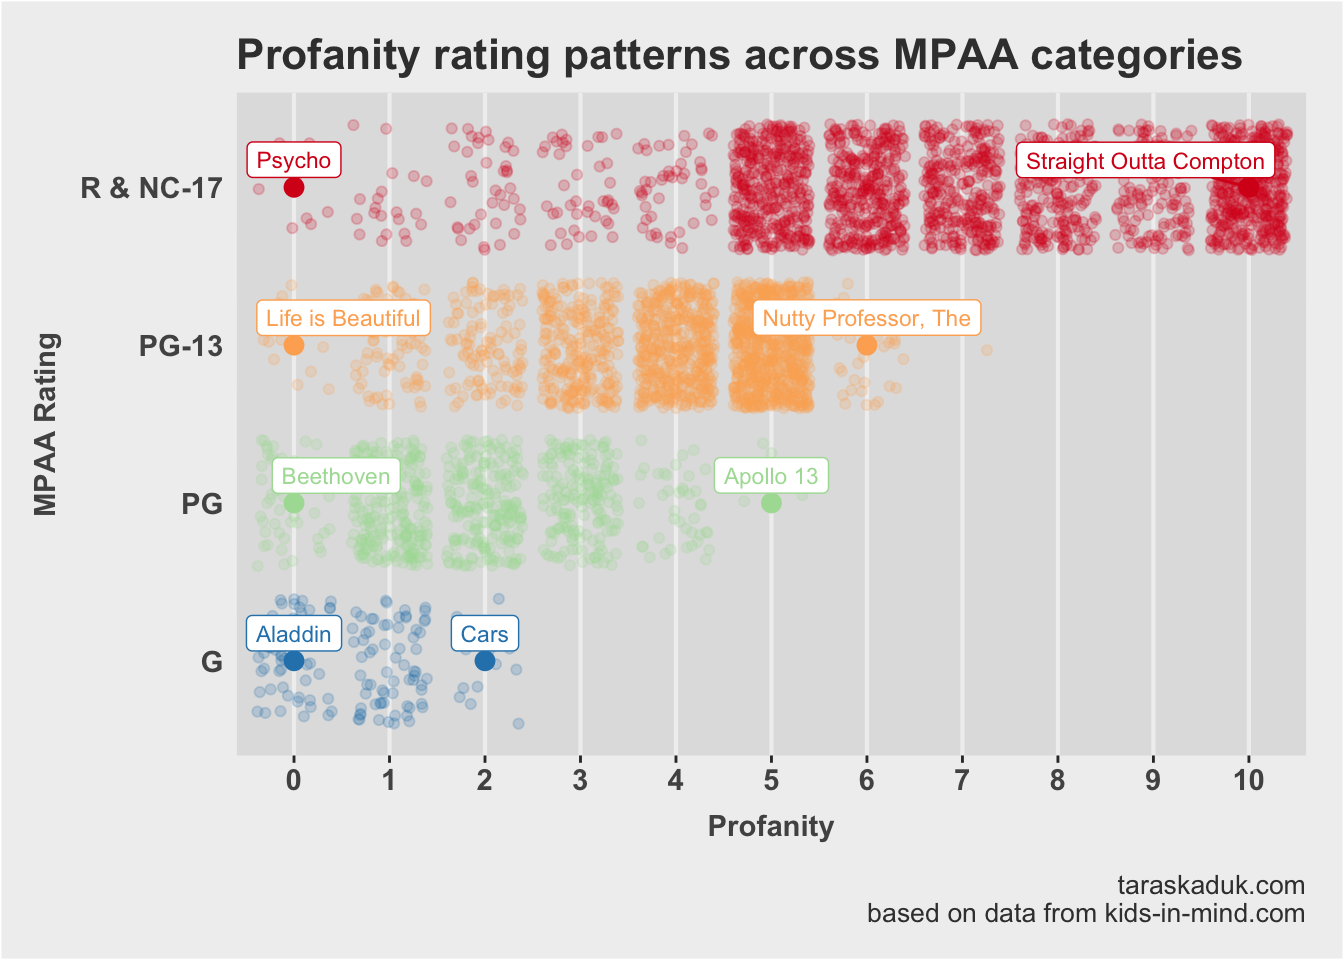 Profanity rating patterns across MPAA categories
R & NC-17
Psycho
Straight Outta Compton
PG-13
Life is Beautiful
Nutty Professor, The
PG
Beethoven
Apollo 13
G
Aladdin
Cars
MPAA Rating
0 1 2 3 4 5 6 7 8 9 10
Profanity
taraskaduk.com
based on data from kids-in-mind.com